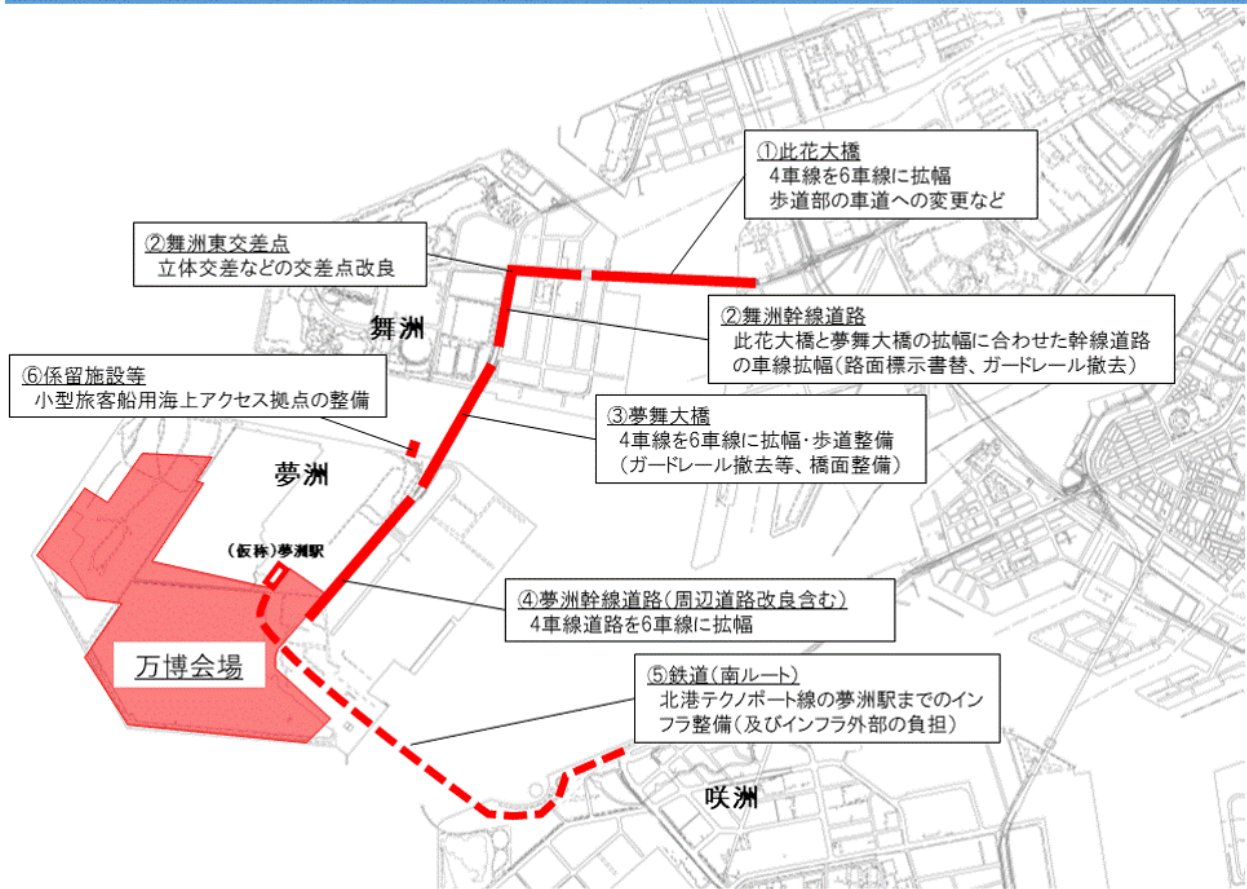 ①此花大橋
4車線を6車線に拡幅
歩道部の車道への変更など
②舞洲東交差点
立体交差などの交差点改良
②舞洲幹線道路
此花大橋と夢舞大橋の拡幅に合わせた幹線道路
の車線拡幅(路面標示書替、ガードレール撤去)
舞洲
⑥係留施設等
小型旅客船用海上アクセス拠点の整備
③夢舞大橋
4車線を6車線に拡幅・歩道整備
(ガードレール撤去等、橋面整備)
夢洲
(仮称)夢洲駅
④夢洲幹線道路(周辺道路改良含む)
4車線道路を6車線に拡幅
万博会場
⑤鉄道(南ルート)
北港テクノポート線の夢洲駅までのイン
フラ整備(及びインフラ外部の負担)
咲洲